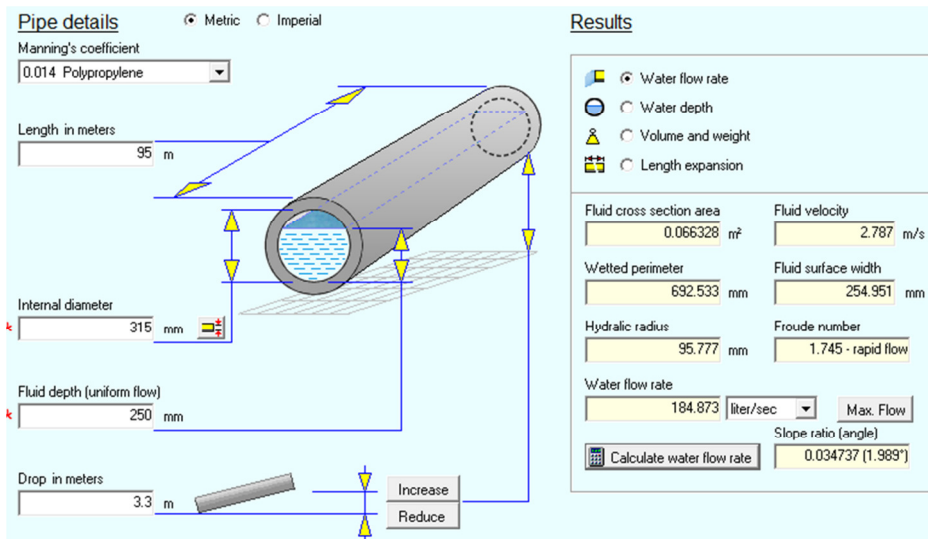 Pipe details
Metric
Imperial
Manning's coefficient
0.014 Polypropylene
Length in meters
95 m
Internal diameter
* 315 mm
Fluid depth (uniform flow)
* 250 mm
Drop in meters
3.3 m
Increase
Reduce
Results
Water flow rate
Water depth
Volume and weight
Length expansion
Fluid cross section area
0.066328 m²
Fluid velocity
2.787 m/s
Wetted perimeter
692.533 mm
Fluid surface width
254.951 mm
Hydralic radius
95.777 mm
Froude number
1.745 - rapid flow
Water flow rate
184.873 liter/sec
Max. Flow
Calculate water flow rate
Slope ratio (angle)
0.034737 (1.989°)